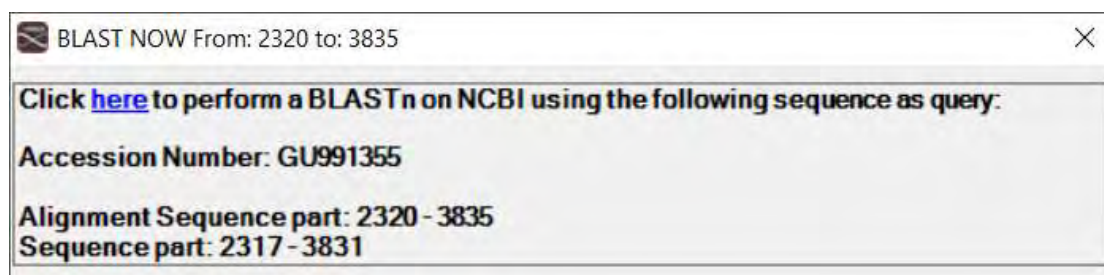 BLAST NOW From: 2320 to: 3835
Click here to perform a BLASTn on NCBI using the following sequence as query:
Accession Number: GU991355
Alignment Sequence part: 2320 - 3835
Sequence part: 2317 - 3831